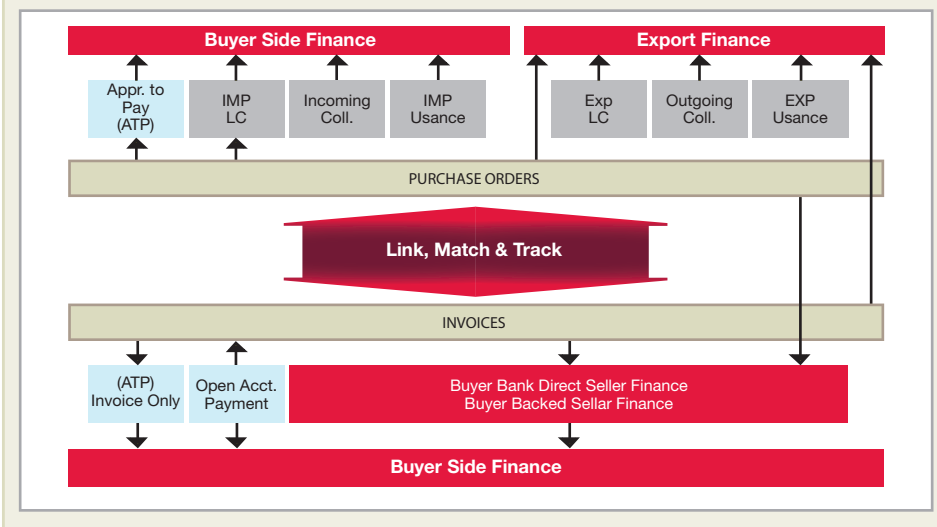 Buyer Side Finance
Export Finance
Appr. to
Pay
(ATP)
IMP
LC
Incoming
Coll.
IMP
Usance
Exp
LC
Outgoing
Coll.
EXP
Usance
PURCHASE ORDERS
Link, Match & Track
INVOICES
(ATP)
Invoice Only
Open Acct.
Payment
Buyer Bank Direct Seller Finance
Buyer Backed Sellar Finance
Buyer Side Finance